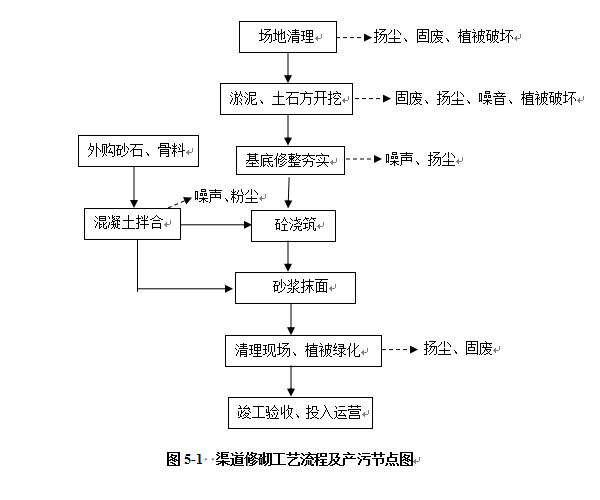 场地清理
扬尘、固废、植被破坏
淤泥、土石方开挖
固废、扬尘、噪音、植被破坏
外购砂石、骨料
基底修整夯实
噪声、扬尘
噪声、粉尘
混凝土拌合
砼浇筑
砂浆抹面
清理现场、植被绿化
扬尘、固废
竣工验收、投入运营
图 5-1 渠道修砌工艺流程及产污节点图